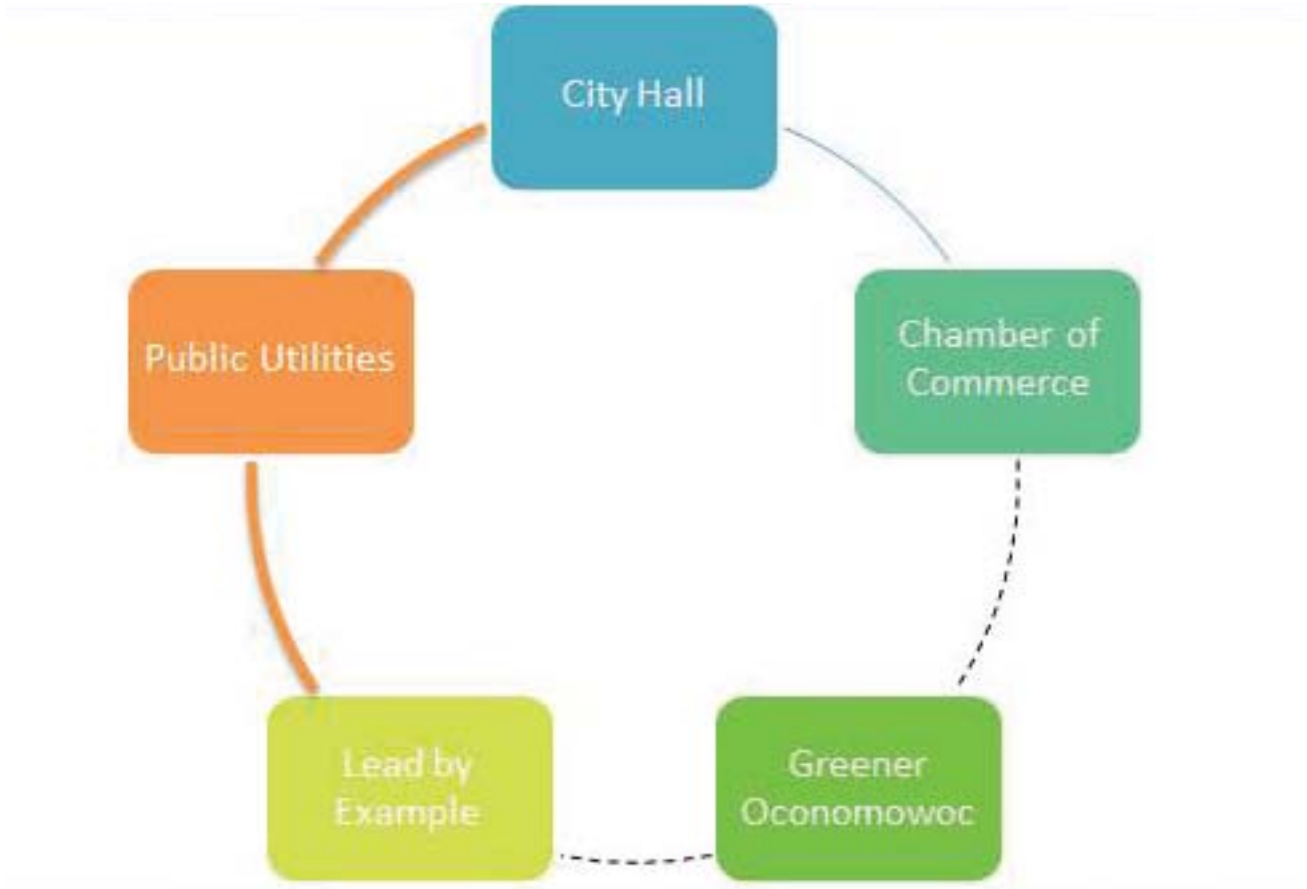 City Hall
Public Utilities
Chamber of
Commerce
Lead by
Example
Greener
Oconomowoc